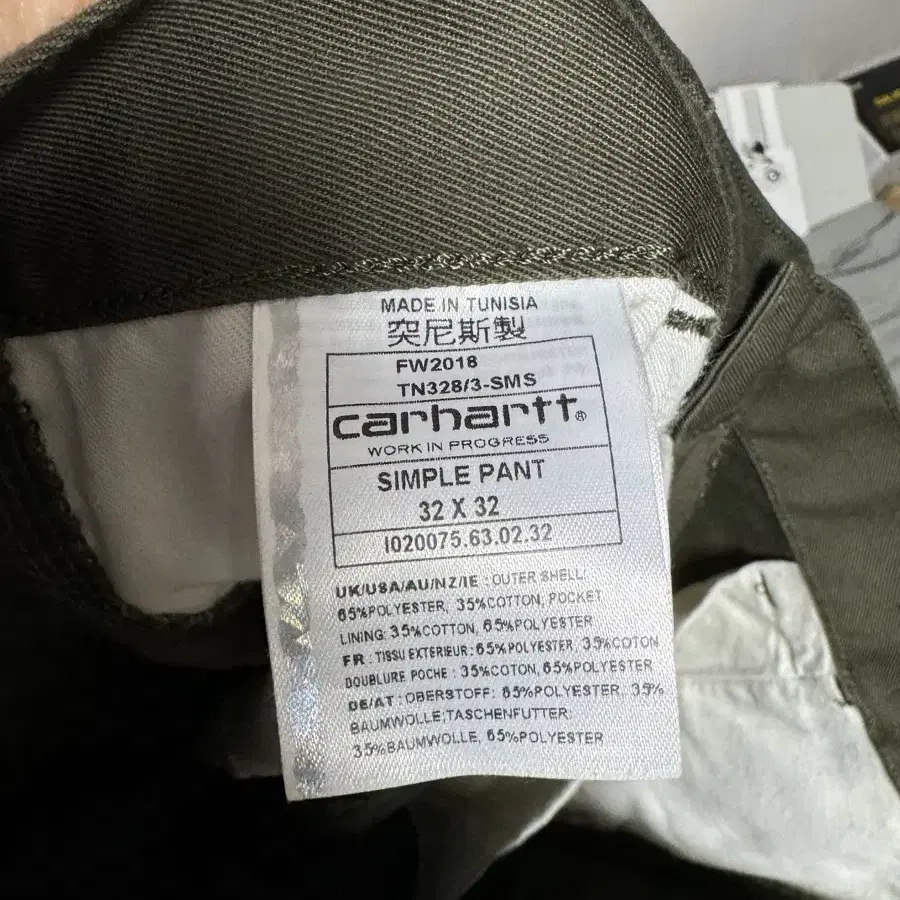 MADE IN TUNISIA
突尼斯製
FW2018
TN328/3-SMS
carhartt®
WORK IN PROGRESS
SIMPLE PANT
32 X 32
I020075.63.02.32
UK/USA/AU/NZ/IE : OUTER SHELL:
65%POLYESTER, 35%COTTON, POCKET
LINING: 35%COTTON, 65%POLYESTER
FR : TISSU EXTERIEUR: 65%POLYESTER, 35%COTON
DOUBLURE POCHE : 35%COTON, 65%POLYESTER
DE/AT : OBERSTOFF: 65%POLYESTER, 35%
BAUMWOLLE;TASCHENFUTTER:
35%BAUMWOLLE, 65%POLYESTER